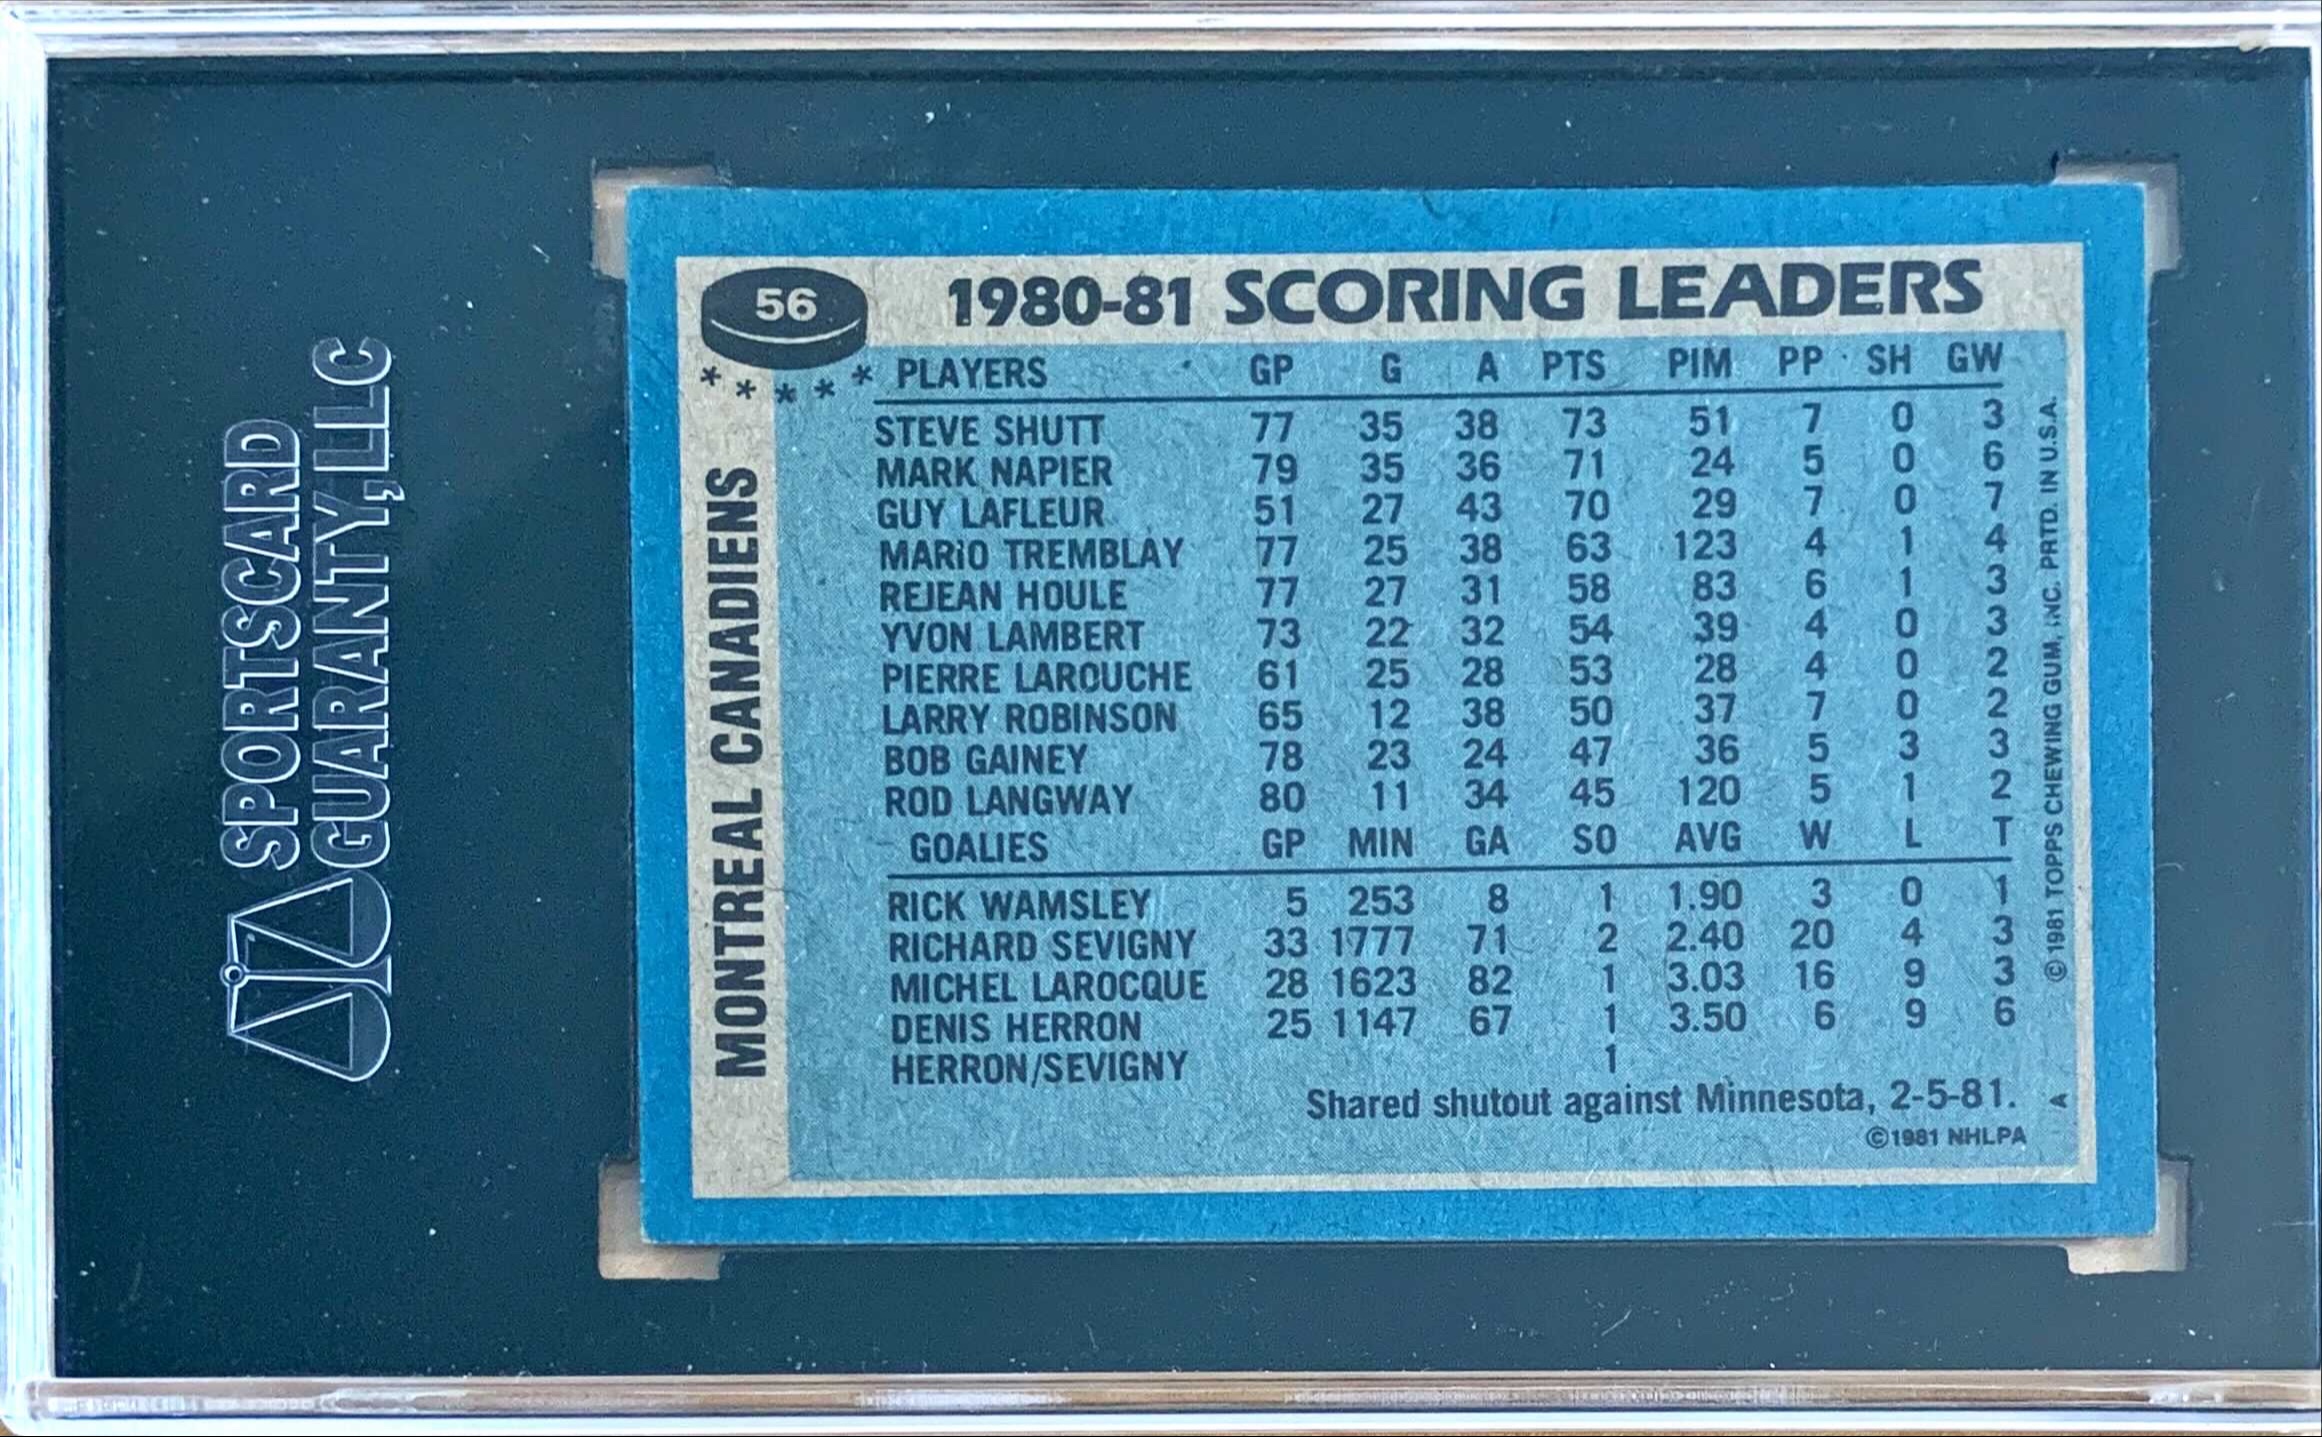 SPORTSCARD
GUARANTY, LLC
56
1980-81 SCORING LEADERS
MONTREAL CANADIENS
* * * * * PLAYERS GP G A PTS PIM PP SH GW
STEVE SHUTT 77 35 38 73 51 7 0 3
MARK NAPIER 79 35 36 71 24 5 0 6
GUY LAFLEUR 51 27 43 70 29 7 0 7
MARIO TREMBLAY 77 25 38 63 123 4 1 4
REJEAN HOULE 77 27 31 58 83 6 1 3
YVON LAMBERT 73 22 32 54 39 4 0 3
PIERRE LAROUCHE 61 25 28 53 28 4 0 2
LARRY ROBINSON 65 12 38 50 37 7 0 2
BOB GAINEY 78 23 24 47 36 5 3 3
ROD LANGWAY 80 11 34 45 120 5 1 2
GOALIES GP MIN GA SO AVG W L T
RICK WAMSLEY 5 253 8 1 1.90 3 0 1
RICHARD SEVIGNY 33 1777 71 2 2.40 20 4 3
MICHEL LAROCQUE 28 1623 82 1 3.03 16 9 3
DENIS HERRON 25 1147 67 1 3.50 6 9 6
HERRON/SEVIGNY 1
Shared shutout against Minnesota, 2-5-81.
©1981 NHLPA
© 1981 TOPPS CHEWING GUM, INC. PRTD. IN U.S.A.
A